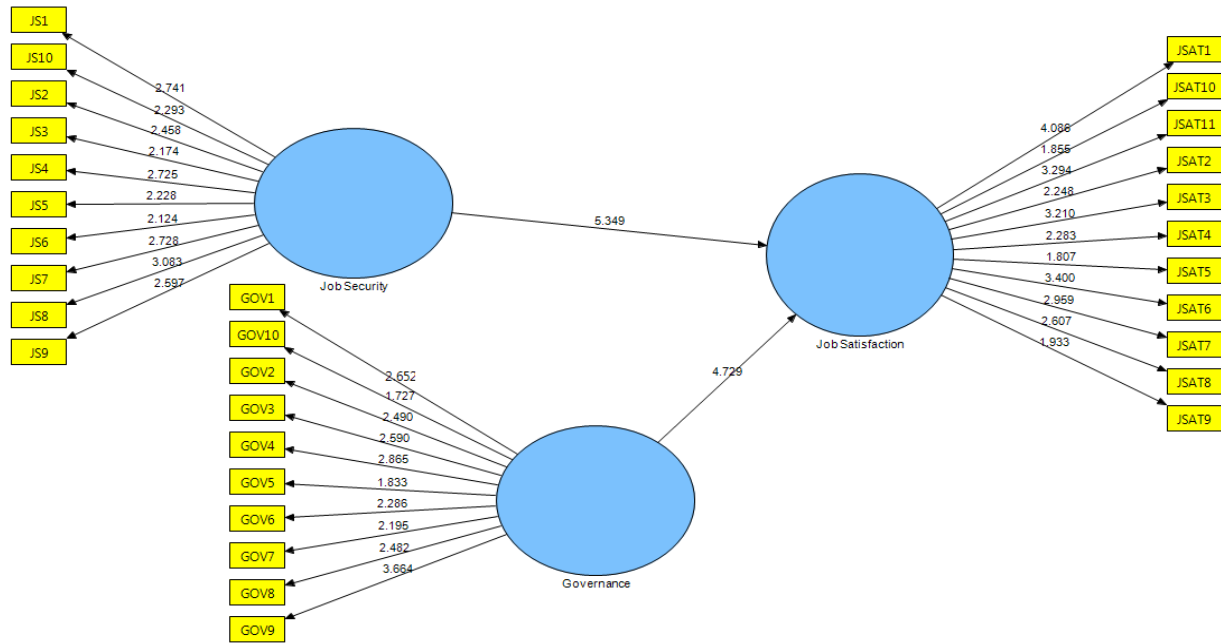 JS1
JS10
JS2
JS3
JS4
JS5
JS6
JS7
JS8
JS9
2.741
2.293
2.458
2.174
2.725
2.228
2.124
2.728
3.083
2.597
Job Security
5.349
GOV1
GOV10
GOV2
GOV3
GOV4
GOV5
GOV6
GOV7
GOV8
GOV9
2.652
1.727
2.490
2.590
2.865
1.833
2.286
2.195
2.482
3.664
Governance
4.729
Job Satisfaction
4.086
1.855
3.294
2.248
3.210
2.283
1.807
3.400
2.959
2.607
1.933
JSAT1
JSAT10
JSAT11
JSAT2
JSAT3
JSAT4
JSAT5
JSAT6
JSAT7
JSAT8
JSAT9